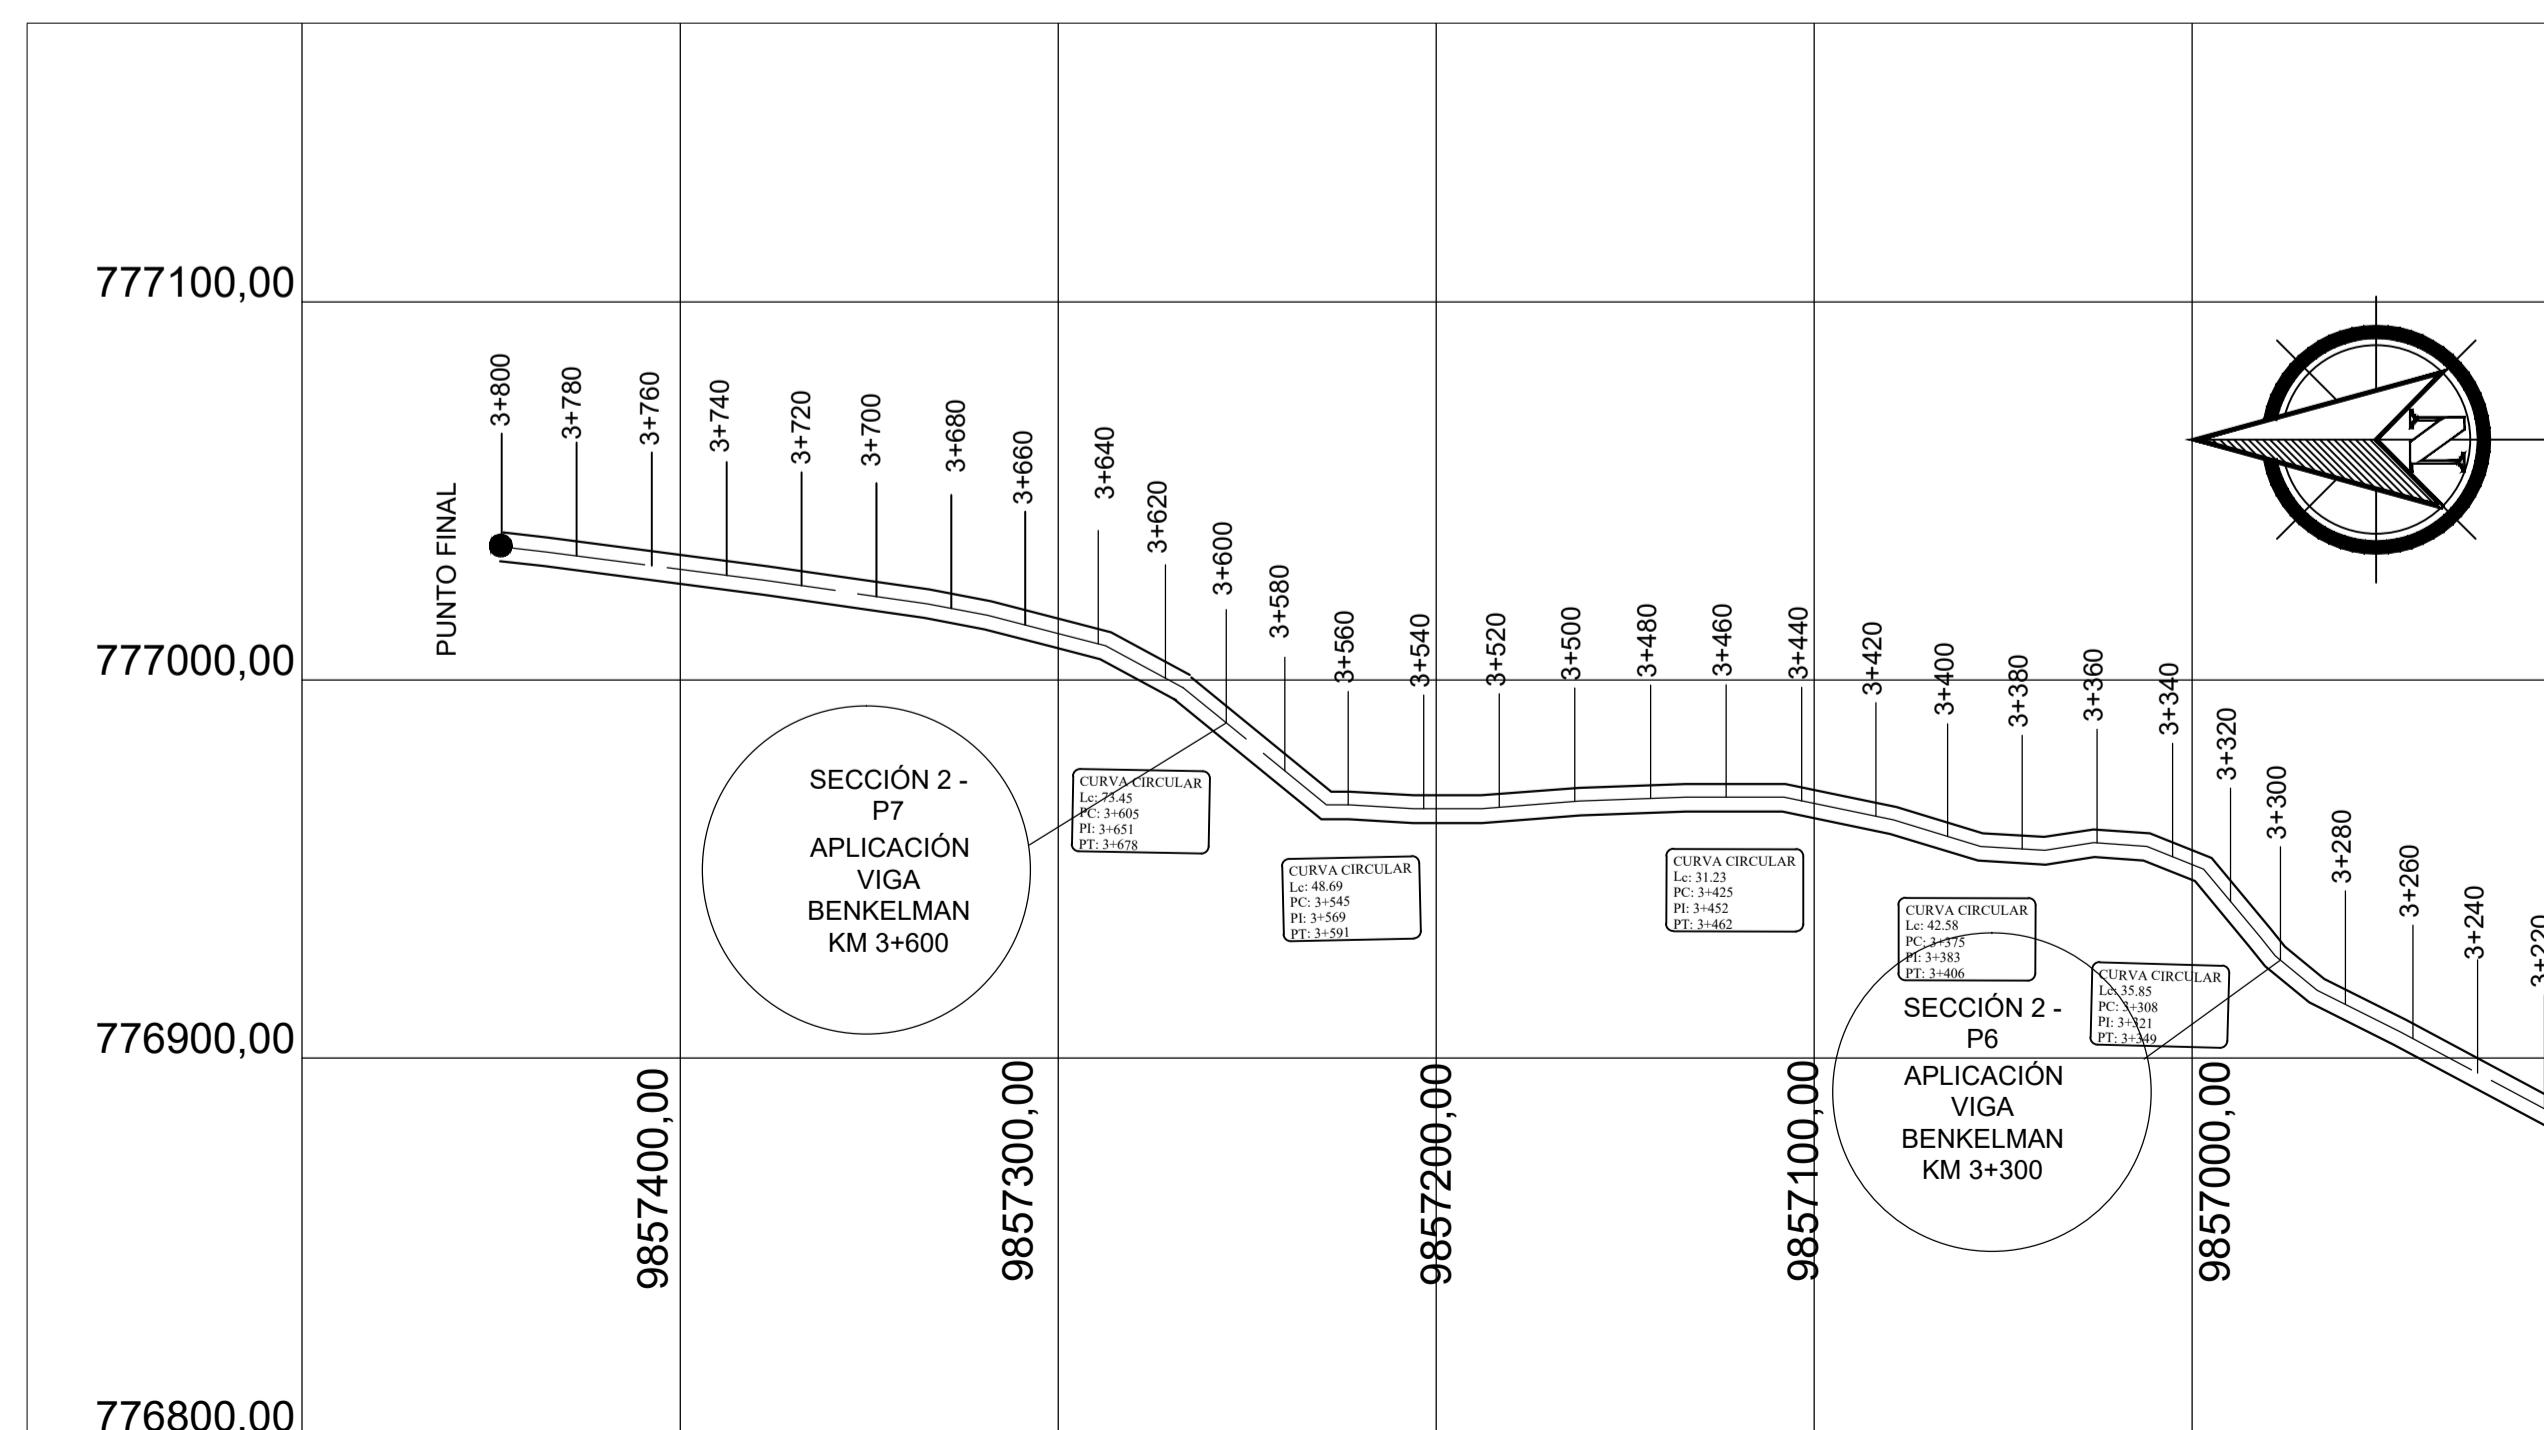 777100,00
777000,00
776900,00
776800,00
PUNTO FINAL
3+800
3+780
3+760
3+740
3+720
3+700
3+680
3+660
3+640
3+620
3+600
3+580
3+560
3+540
3+520
3+500
3+480
3+460
3+440
3+420
3+400
3+380
3+360
3+340
3+320
3+300
3+280
3+260
3+240
3+220
N
SECCIÓN 2 -
P7
APLICACIÓN
VIGA
BENKELMAN
KM 3+600
CURVA CIRCULAR
Lc: 73.45
PC: 3+605
PI: 3+651
PT: 3+678
CURVA CIRCULAR
Lc: 48.69
PC: 3+545
PI: 3+569
PT: 3+591
CURVA CIRCULAR
Lc: 31.23
PC: 3+425
PI: 3+452
PT: 3+462
CURVA CIRCULAR
Lc: 42.58
PC: 3+375
PI: 3+383
PT: 3+406
CURVA CIRCULAR
Lc: 35.85
PC: 3+308
PI: 3+321
PT: 3+349
SECCIÓN 2 -
P6
APLICACIÓN
VIGA
BENKELMAN
KM 3+300
9857400,00
9857300,00
9857200,00
9857100,00
9857000,00